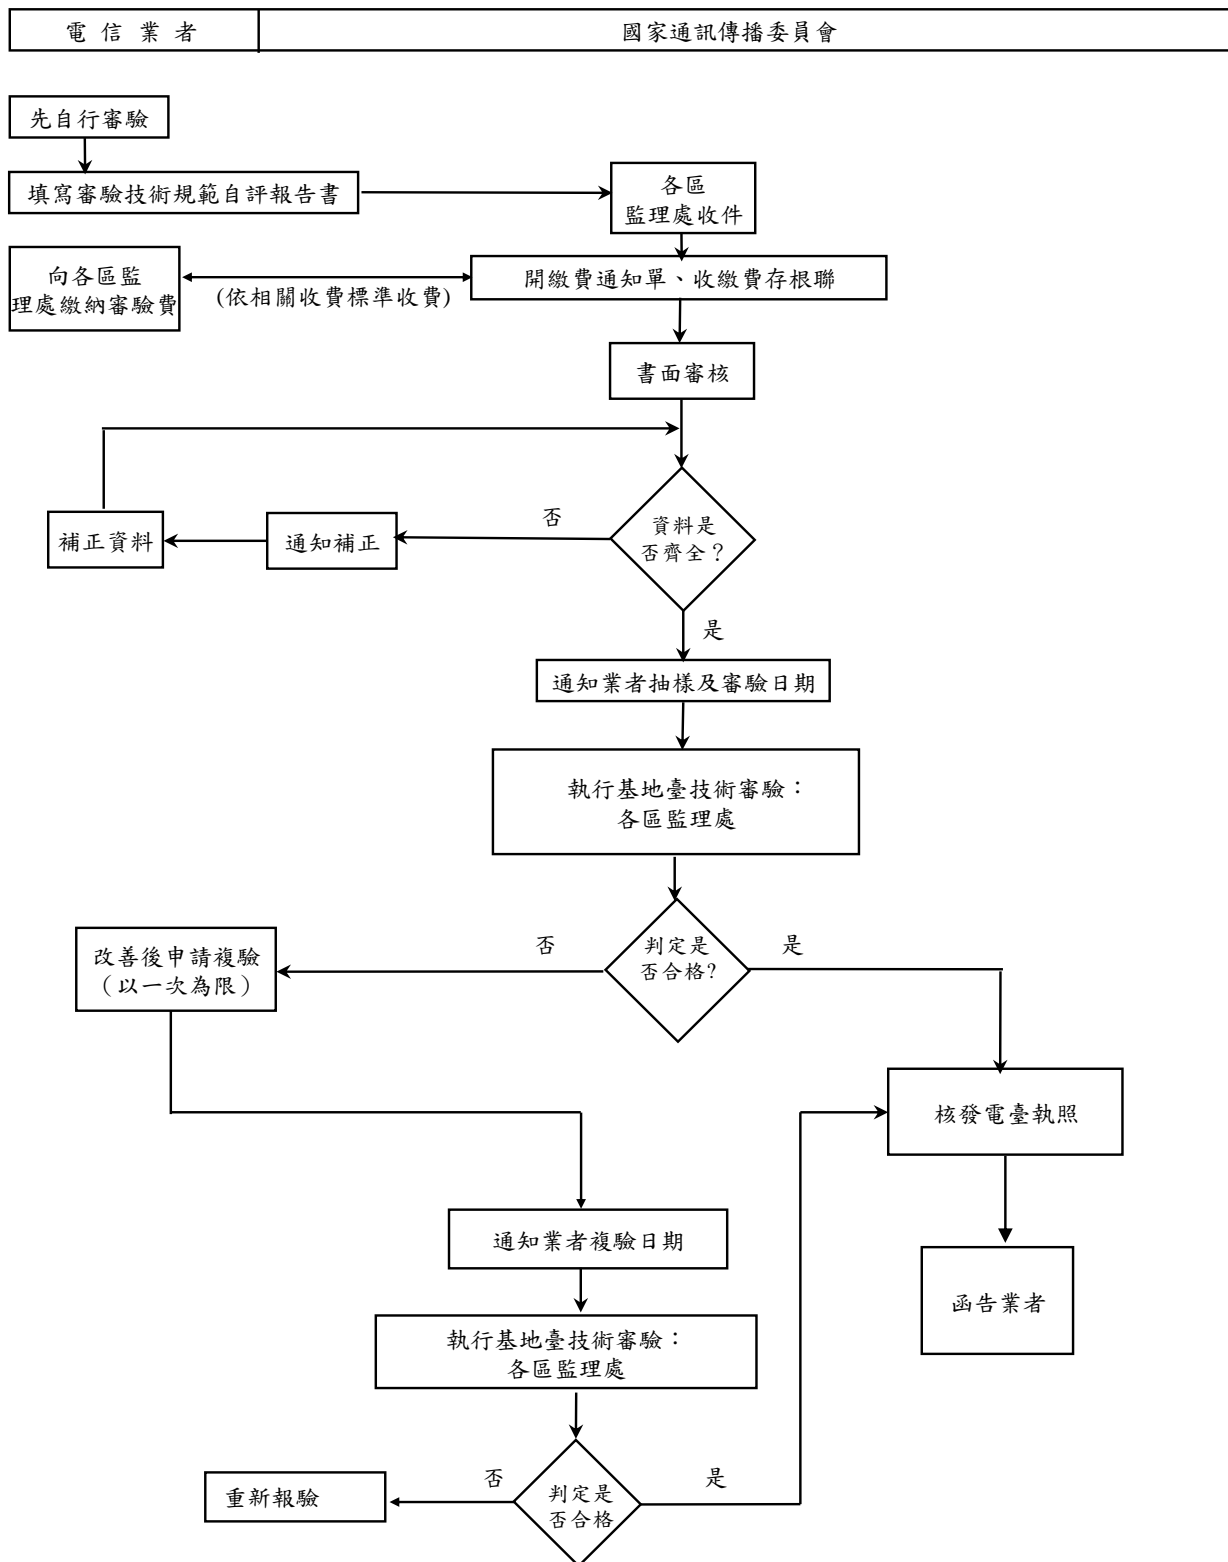 電信業者 國家通訊傳播委員會
先自行審驗
填寫審驗技術規範自評報告書
各區
監理處收件
向各區監
理處繳納審驗費
(依相關收費標準收費)
開繳費通知單、收繳費存根聯
書面審核
資料是
否齊全？
否
通知補正
補正資料
是
通知業者抽樣及審驗日期
執行基地臺技術審驗：
各區監理處
判定是
否合格?
否
是
改善後申請複驗
（以一次為限）
核發電臺執照
函告業者
通知業者複驗日期
執行基地臺技術審驗：
各區監理處
判定是
否合格
否
是
重新報驗